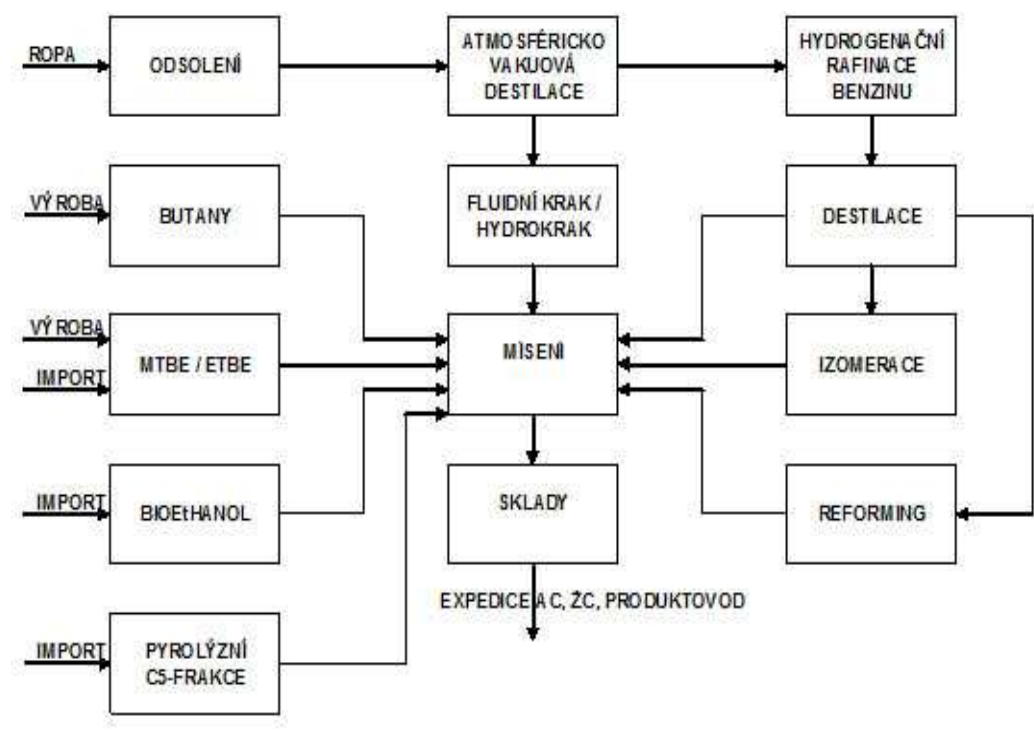 ROPA
ODSOLENÍ
ATMOSFÉRICKO
VAKUOVÁ
DESTILACE
HYDROGENAČNÍ
RAFINACE
BENZINU
VÝROBA
BUTANY
FLUIDNÍ KRAK /
HYDROKRAK
DESTILACE
VÝROBA
IMPORT
MTBE / ETBE
MÍSENÍ
IZOMERACE
IMPORT
BIOEtHANOL
SKLADY
REFORMING
EXPEDICE AC, ŽC, PRODUKTOVOD
IMPORT
PYROLÝZNÍ
C5-FRAKCE